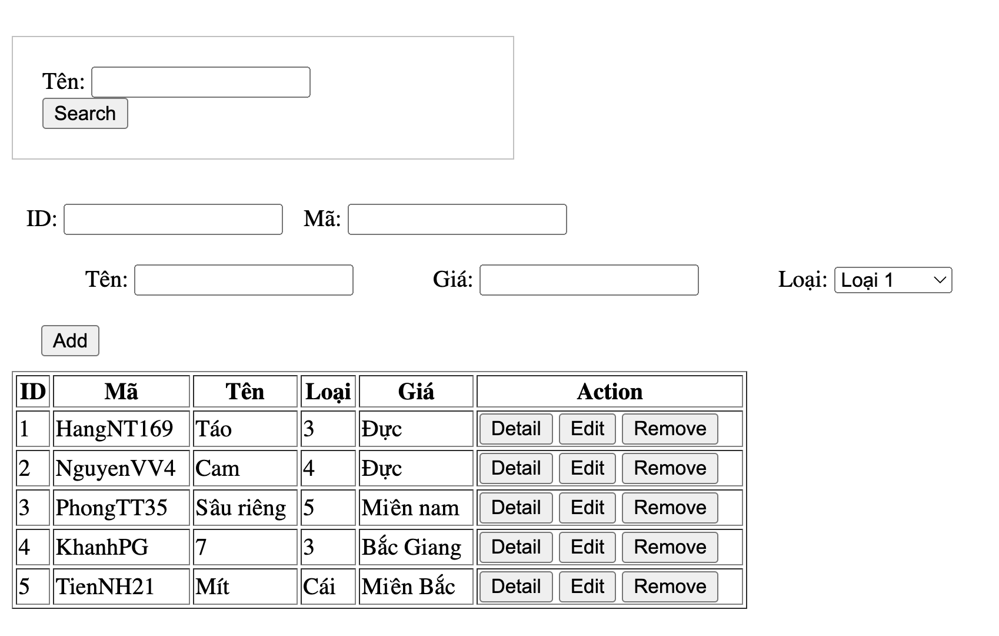 Tên:
Search
ID: Mã:
Tên: Giá: Loại: Loại 1
Add
ID Mã Tên Loại Giá Action
1 HangNT169 Táo 3 Đực Detail Edit Remove
2 NguyenVV4 Cam 4 Đực Detail Edit Remove
3 PhongTT35 Sầu riêng 5 Miền nam Detail Edit Remove
4 KhanhPG 7 3 Bắc Giang Detail Edit Remove
5 TienNH21 Mít Cái Miền Bắc Detail Edit Remove